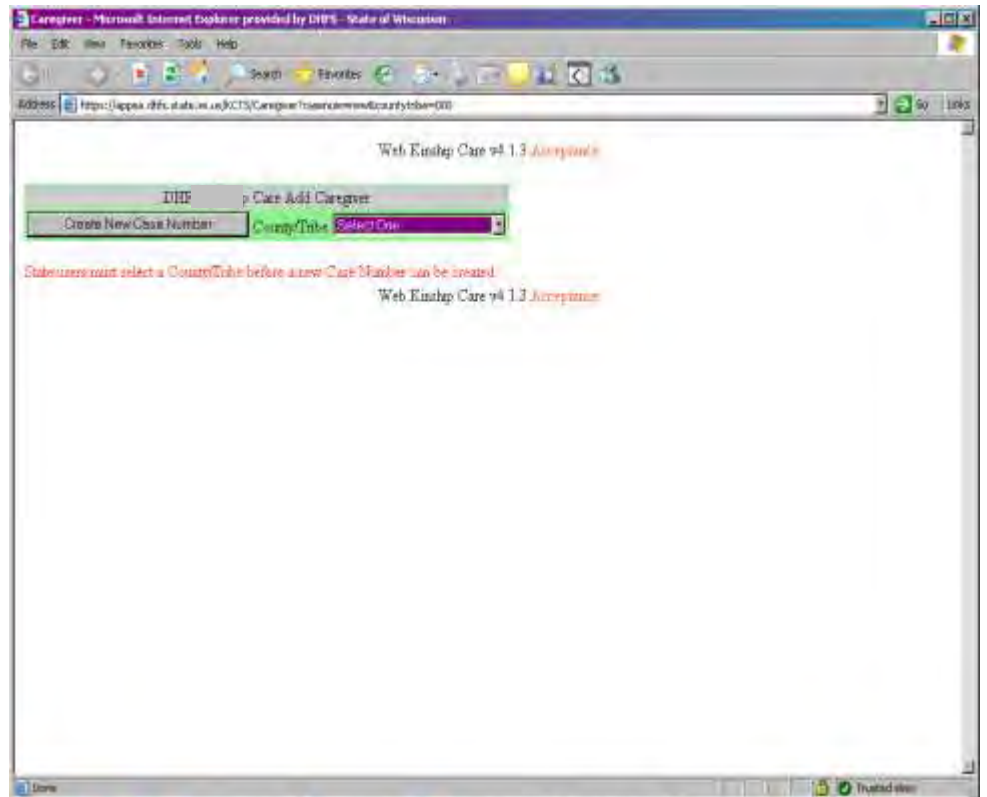 Caregiver - Microsoft Internet Explorer provided by DHFS - State of Wisconsin
File Edit View Favorites Tools Help
Search Favorites
Address Go Links
Web Kinship Care v4.1.3 Acceptance
p Care Add Caregiver
Create New Case Number County/Tribe Select One
State users must select a County/Tribe before a new Case Number can be created
Web Kinship Care v4.1.3 Acceptance
Done Trusted sites